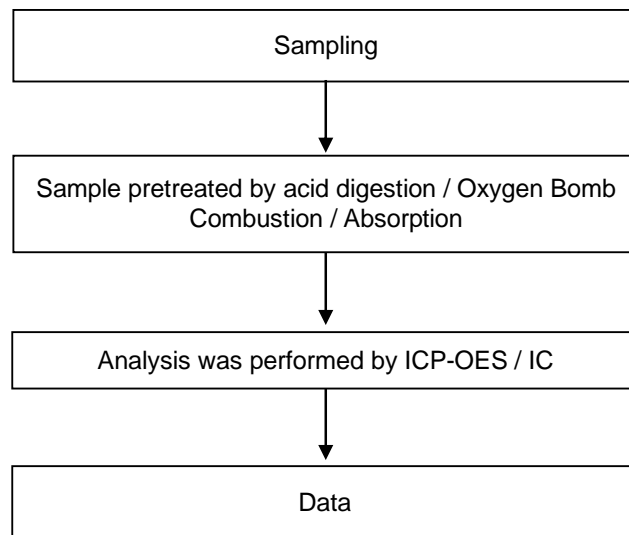 Sampling
Sample pretreated by acid digestion / Oxygen Bomb
Combustion / Absorption
Analysis was performed by ICP-OES / IC
Data